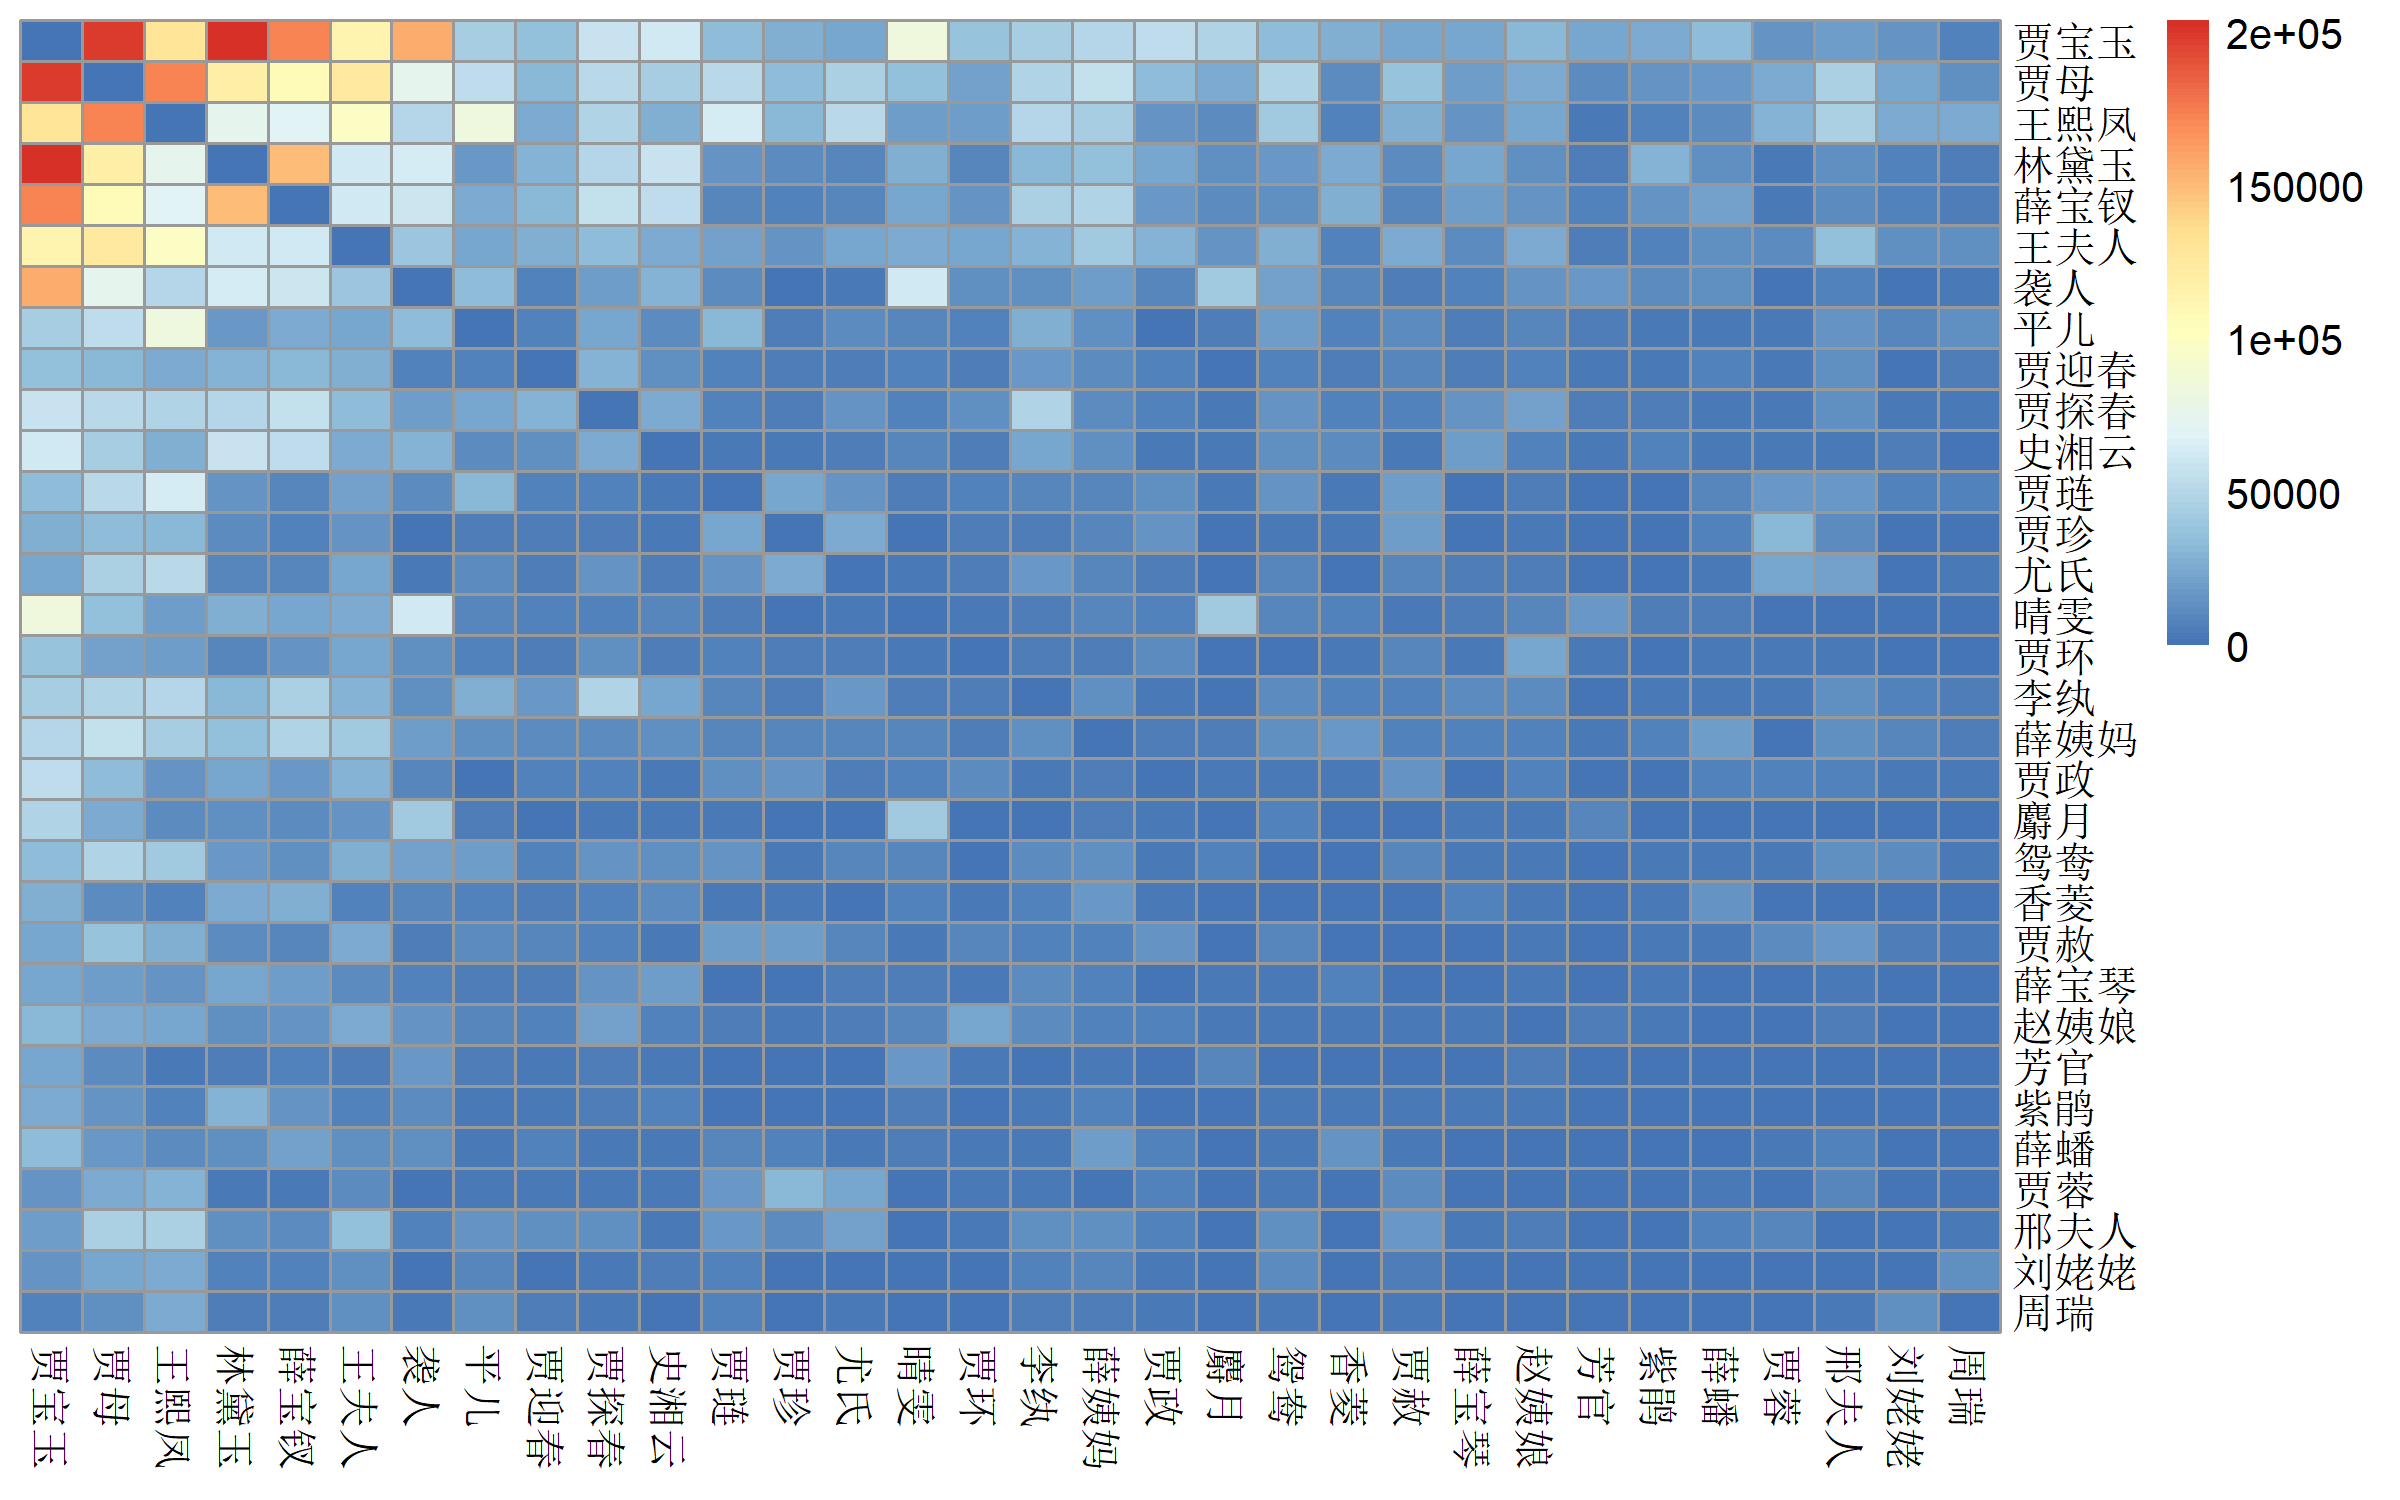 贾宝玉
贾母
王熙凤
林黛玉
薛宝钗
王夫人
袭人
平儿
贾迎春
贾探春
史湘云
贾琏
贾珍
尤氏
晴雯
贾环
李纨
薛姨妈
贾政
麝月
鸳鸯
香菱
贾赦
薛宝琴
赵姨娘
芳官
紫鹃
薛蟠
贾蓉
邢夫人
刘姥姥
周瑞
2e+05
150000
1e+05
50000
0
贾宝玉
贾母
王熙凤
林黛玉
薛宝钗
王夫人
袭人
平儿
贾迎春
贾探春
史湘云
贾琏
贾珍
尤氏
晴雯
贾环
李纨
薛姨妈
贾政
麝月
鸳鸯
香菱
贾赦
薛宝琴
赵姨娘
芳官
紫鹃
薛蟠
贾蓉
邢夫人
刘姥姥
周瑞